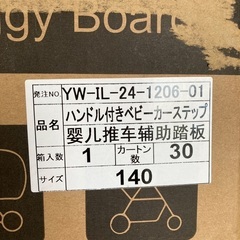 gy Board
発注NO. YW-IL-24-1206-01
品名 ハンドル付きベビーカーステップ
婴儿推车辅助踏板
箱入数 1 カートン数 30
サイズ 140